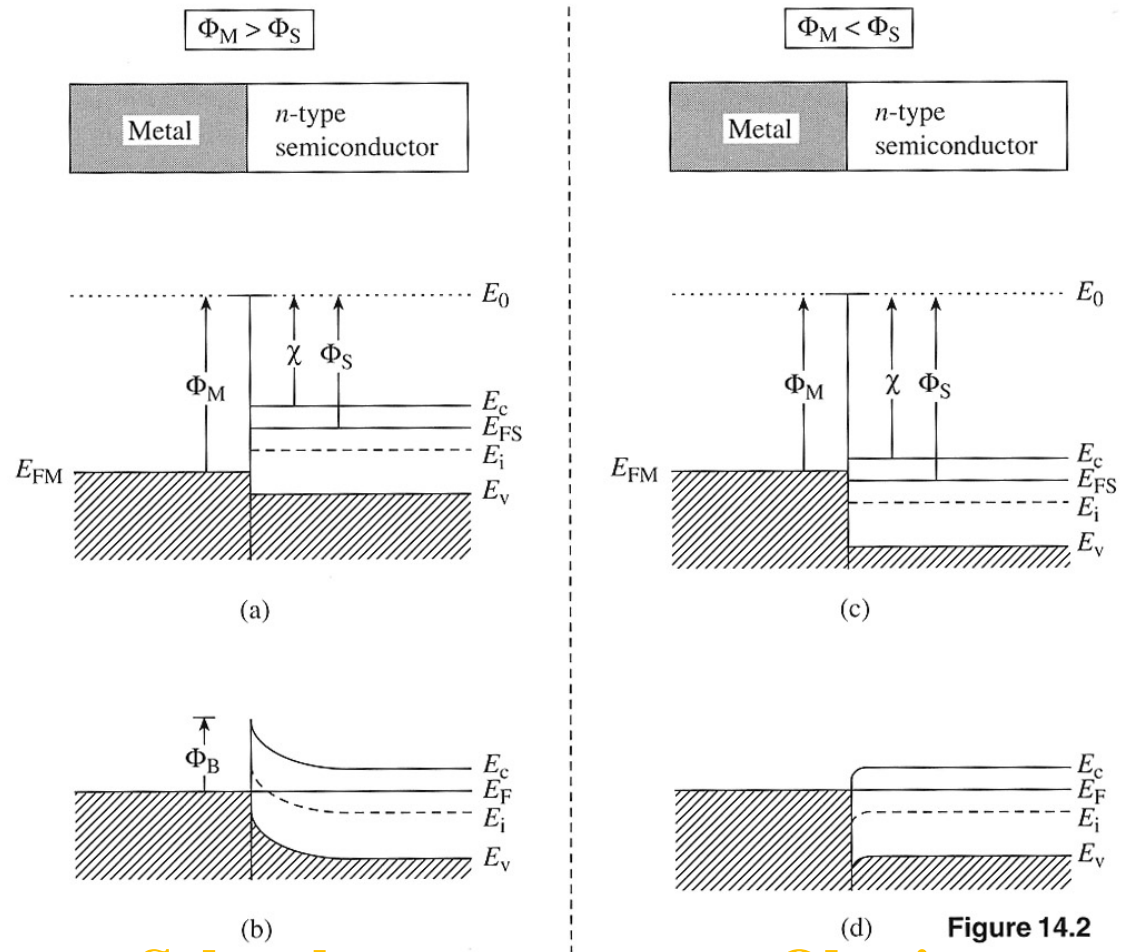 Φ_M > Φ_S
Metal
n-type
semiconductor
E_0
χ
Φ_S
Φ_M
E_c
E_FS
E_FM
E_i
E_v
(a)
Φ_B
E_c
E_F
E_i
E_v
(b)
Φ_M < Φ_S
Metal
n-type
semiconductor
E_0
Φ_M
χ
Φ_S
E_c
E_FM
E_FS
E_i
E_v
(c)
E_c
E_F
E_i
E_v
(d)
Figure 14.2